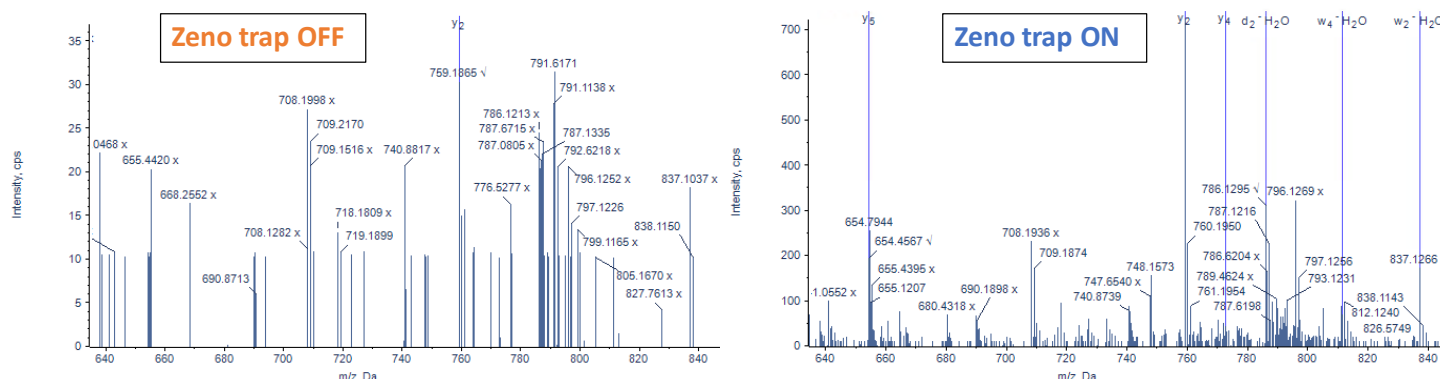 Zeno trap OFF
y2
Intensity, cps
35
30
25
20
15
10
5
0
0468 x
655.4420 x
668.2552 x
690.8713
708.1998 x
709.2170
709.1516 x
708.1282 x
718.1809 x
719.1899
740.8817 x
759.1865 √
776.5277 x
786.1213 x
787.6715 x
787.0805 x
791.6171
791.1138 x
787.1335
792.6218 x
796.1252 x
797.1226
799.1165 x
805.1670 x
827.7613 x
837.1037 x
838.1150
640 660 680 700 720 740 760 780 800 820 840
m/z, Da
Zeno trap ON
y5
y2
y4
d2-H2O
w4-H2O
w2-H2O
Intensity, cps
700
600
500
400
300
200
100
0
1.0552 x
654.7944
654.4567 √
655.4395 x
655.1207
680.4318 x
690.1898 x
708.1936 x
709.1874
747.6540 x
740.8739
748.1573
760.1950
761.1954
786.1295 √
787.1216
786.6204 x
789.4624 x
787.6198
796.1269 x
797.1256
793.1231
837.1266
838.1143
812.1240
826.5749
640 660 680 700 720 740 760 780 800 820 840
m/z, Da